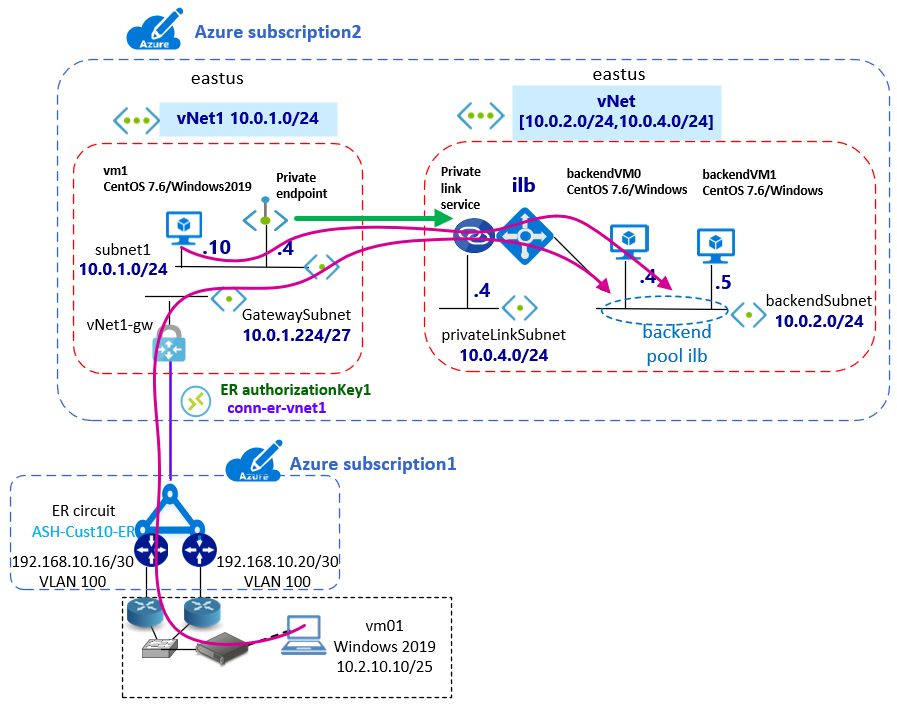 Azure
Azure subscription2
eastus
eastus
vNet1 10.0.1.0/24
vNet
[10.0.2.0/24,10.0.4.0/24]
vm1
CentOS 7.6/Windows2019
Private
endpoint
Private
link
service
ilb
backendVM0
CentOS 7.6/Windows
backendVM1
CentOS 7.6/Windows
subnet1
10.0.1.0/24
.10
.4
.4
.4
.5
vNet1-gw
GatewaySubnet
10.0.1.224/27
privateLinkSubnet
10.0.4.0/24
backend
pool ilb
backendSubnet
10.0.2.0/24
ER authorizationKey1
conn-er-vnet1
Azure
Azure subscription1
ER circuit
ASH-Cust10-ER
192.168.10.16/30
VLAN 100
192.168.10.20/30
VLAN 100
vm01
Windows 2019
10.2.10.10/25